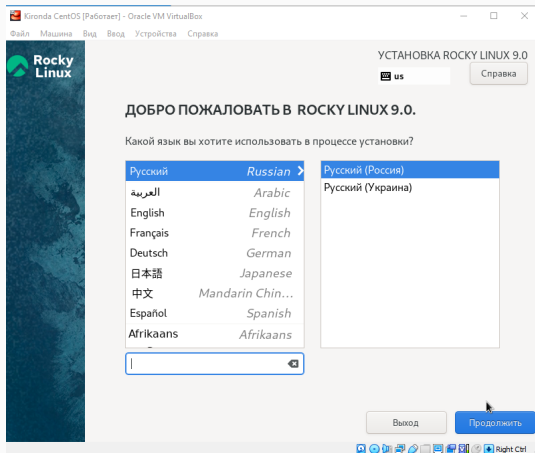 Kironda CentOS [Работает] - Oracle VM VirtualBox
Файл Машина Вид Ввод Устройства Справка
Rocky
Linux
УСТАНОВКА ROCKY LINUX 9.0
us
Справка
ДОБРО ПОЖАЛОВАТЬ В ROCKY LINUX 9.0.
Какой язык вы хотите использовать в процессе установки?
Русский Russian
العربية Arabic
English English
Français French
Deutsch German
日本語 Japanese
中文 Mandarin Chin...
Español Spanish
Afrikaans Afrikaans
Русский (Россия)
Русский (Украина)
Выход
Продолжить
Right Ctrl